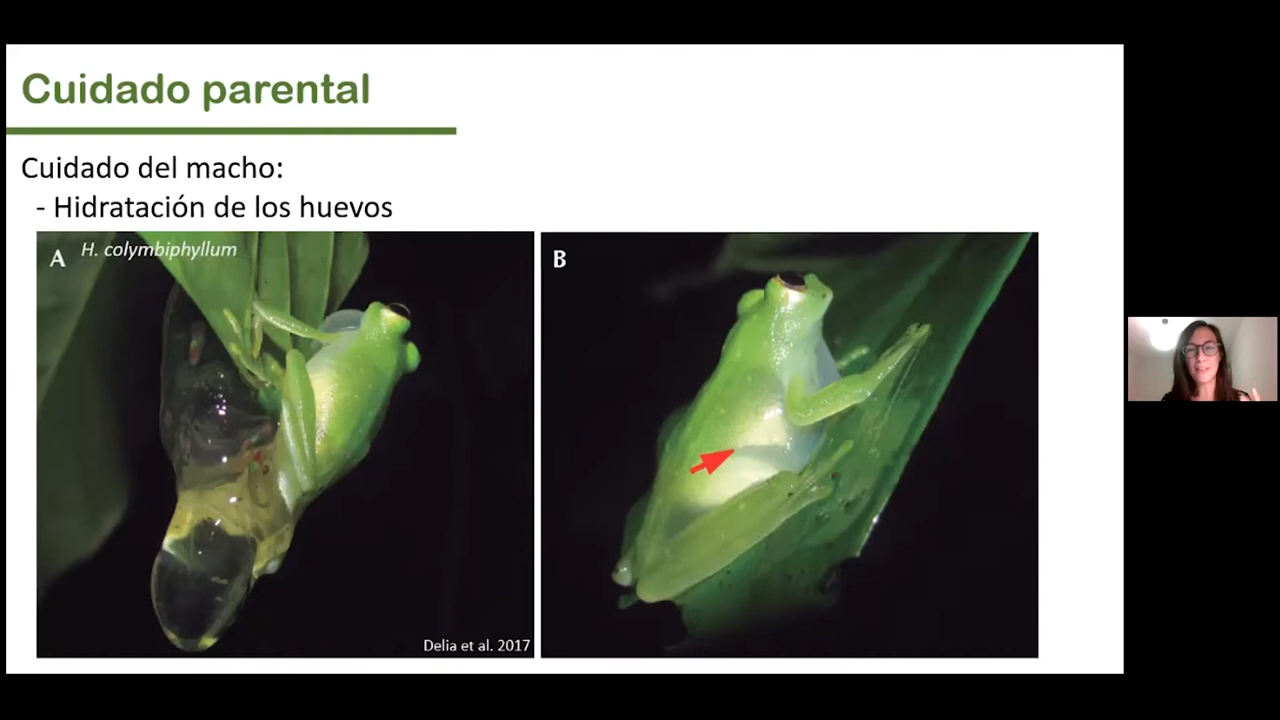 Cuidado parental
Cuidado del macho:
- Hidratación de los huevos
A
H. colymbiphyllum
B
Delia et al. 2017